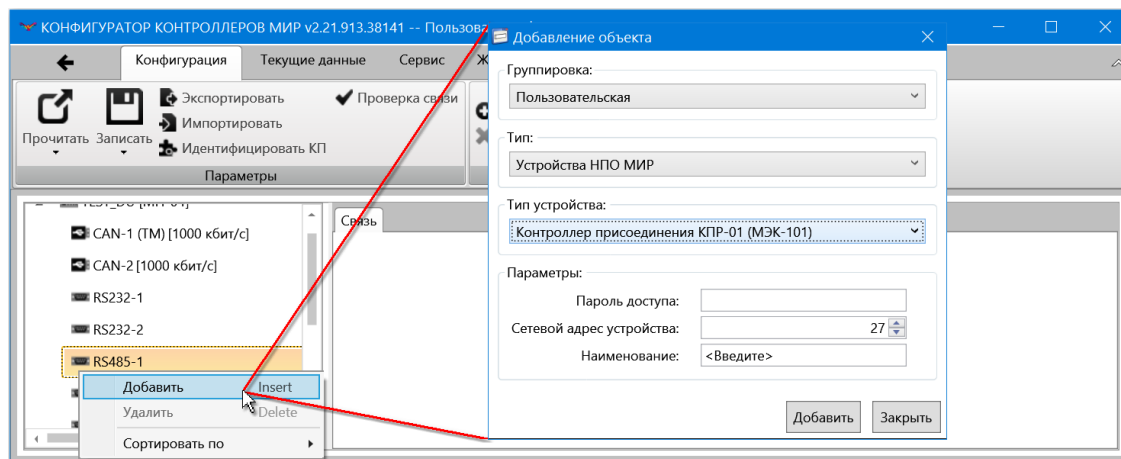 КОНФИГУРАТОР КОНТРОЛЛЕРОВ МИР v2.21.913.38141 -- Пользова
Конфигурация
Текущие данные
Сервис
Ж
Прочитать
Записать
Экспортировать
Импортировать
Идентифицировать КП
Проверка связи
Параметры
CAN-1 (ТМ) [1000 кбит/с]
CAN-2 [1000 кбит/с]
RS232-1
RS232-2
RS485-1
Связь
Добавить Insert
Удалить Delete
Сортировать по
Добавление объекта
Группировка:
Пользовательская
Тип:
Устройства НПО МИР
Тип устройства:
Контроллер присоединения КПР-01 (МЭК-101)
Параметры:
Пароль доступа:
Сетевой адрес устройства: 27
Наименование: <Введите>
Добавить Закрыть